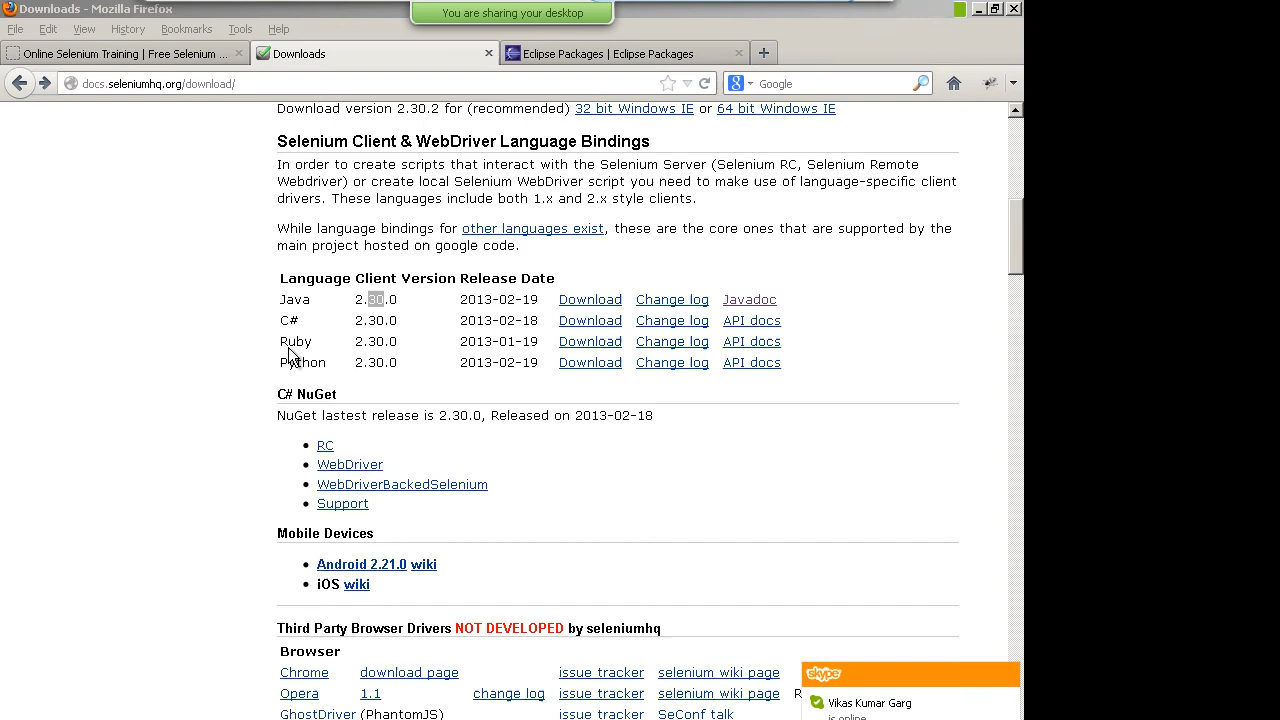 Downloads - Mozilla Firefox
You are sharing your desktop
File Edit View History Bookmarks Tools Help
Online Selenium Training | Free Selenium ...
Downloads
Eclipse Packages | Eclipse Packages
docs.seleniumhq.org/download/
Google
Download version 2.30.2 for (recommended) 32 bit Windows IE or 64 bit Windows IE
Selenium Client & WebDriver Language Bindings
In order to create scripts that interact with the Selenium Server (Selenium RC, Selenium Remote
Webdriver) or create local Selenium WebDriver script you need to make use of language-specific client
drivers. These languages include both 1.x and 2.x style clients.
While language bindings for other languages exist, these are the core ones that are supported by the
main project hosted on google code.
Language Client Version Release Date
Java 2.30.0 2013-02-19 Download Change log Javadoc
C# 2.30.0 2013-02-18 Download Change log API docs
Ruby 2.30.0 2013-01-19 Download Change log API docs
Python 2.30.0 2013-02-19 Download Change log API docs
C# NuGet
NuGet lastest release is 2.30.0, Released on 2013-02-18
RC
WebDriver
WebDriverBackedSelenium
Support
Mobile Devices
Android 2.21.0 wiki
iOS wiki
Third Party Browser Drivers NOT DEVELOPED by seleniumhq
Browser
Chrome download page issue tracker selenium wiki page
Opera 1.1 change log issue tracker selenium wiki page R
GhostDriver (PhantomJS) issue tracker SeConf talk
skype
Vikas Kumar Garg
is online